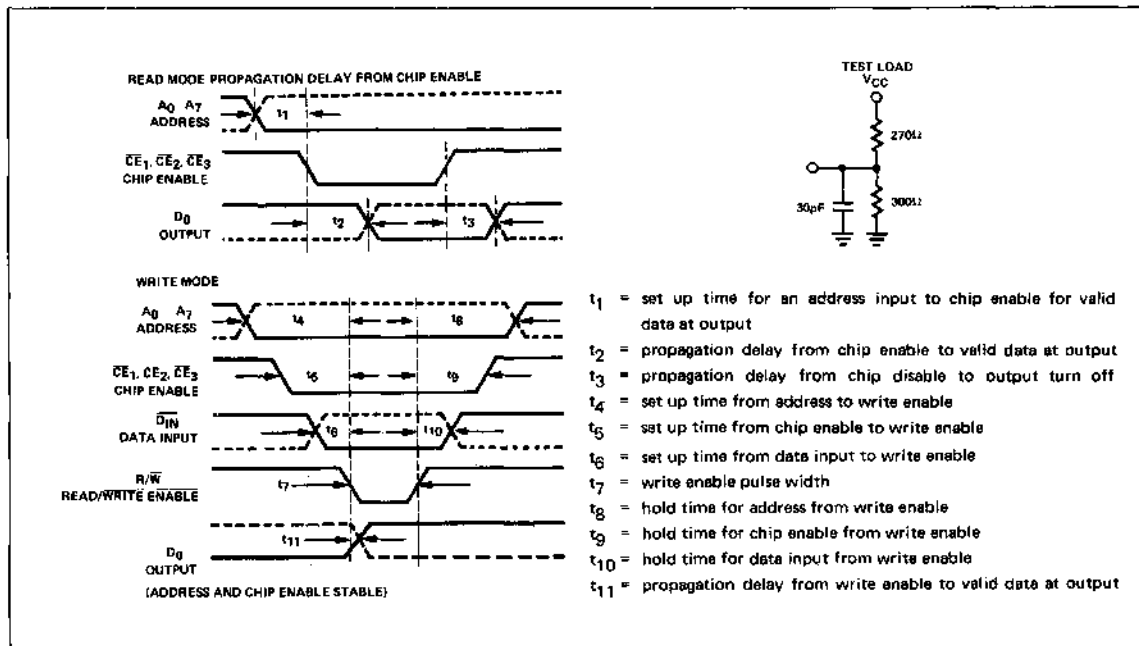 READ MODE PROPAGATION DELAY FROM CHIP ENABLE
A0 A7
ADDRESS
t1
CE1, CE2, CE3
CHIP ENABLE
D0
OUTPUT
t2
t3
TEST LOAD
VCC
270Ω
30pF
300Ω
WRITE MODE
A0 A7
ADDRESS
t4
t8
CE1, CE2, CE3
CHIP ENABLE
t5
t9
DIN
DATA INPUT
t6
t10
R/W
READ/WRITE ENABLE
t7
D0
OUTPUT
t11
(ADDRESS AND CHIP ENABLE STABLE)
t1 = set up time for an address input to chip enable for valid
data at output
t2 = propagation delay from chip enable to valid data at output
t3 = propagation delay from chip disable to output turn off
t4 = set up time from address to write enable
t5 = set up time from chip enable to write enable
t6 = set up time from data input to write enable
t7 = write enable pulse width
t8 = hold time for address from write enable
t9 = hold time for chip enable from write enable
t10 = hold time for data input from write enable
t11 = propagation delay from write enable to valid data at output